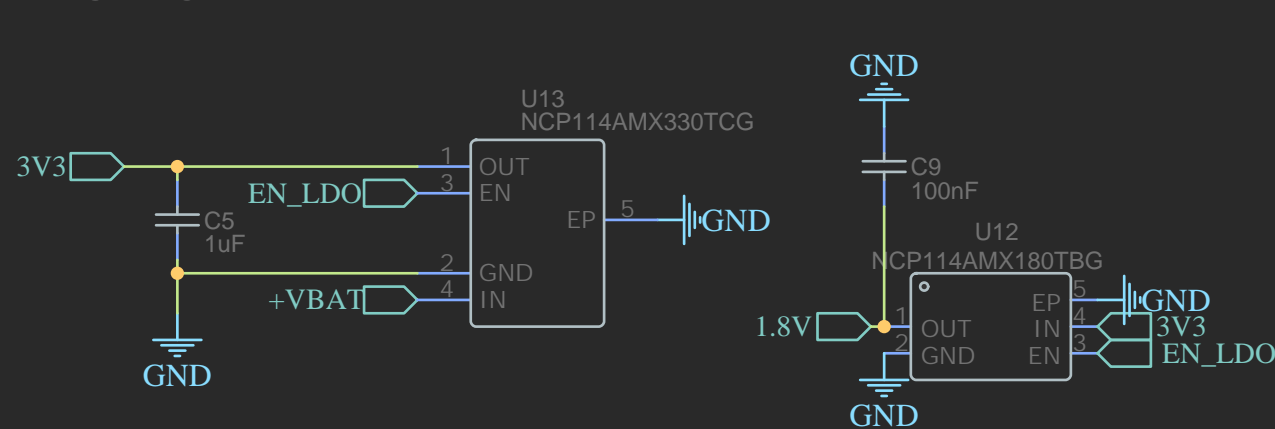 U13
NCP114AMX330TCG
3V3
1
OUT
EN_LDO
3
EN
C5
1uF
EP
5
GND
2
GND
+VBAT
4
IN
GND
GND
C9
100nF
U12
NCP114AMX180TBG
EP
5
GND
1.8V
1
OUT
IN
4
3V3
2
GND
EN
3
EN_LDO
GND